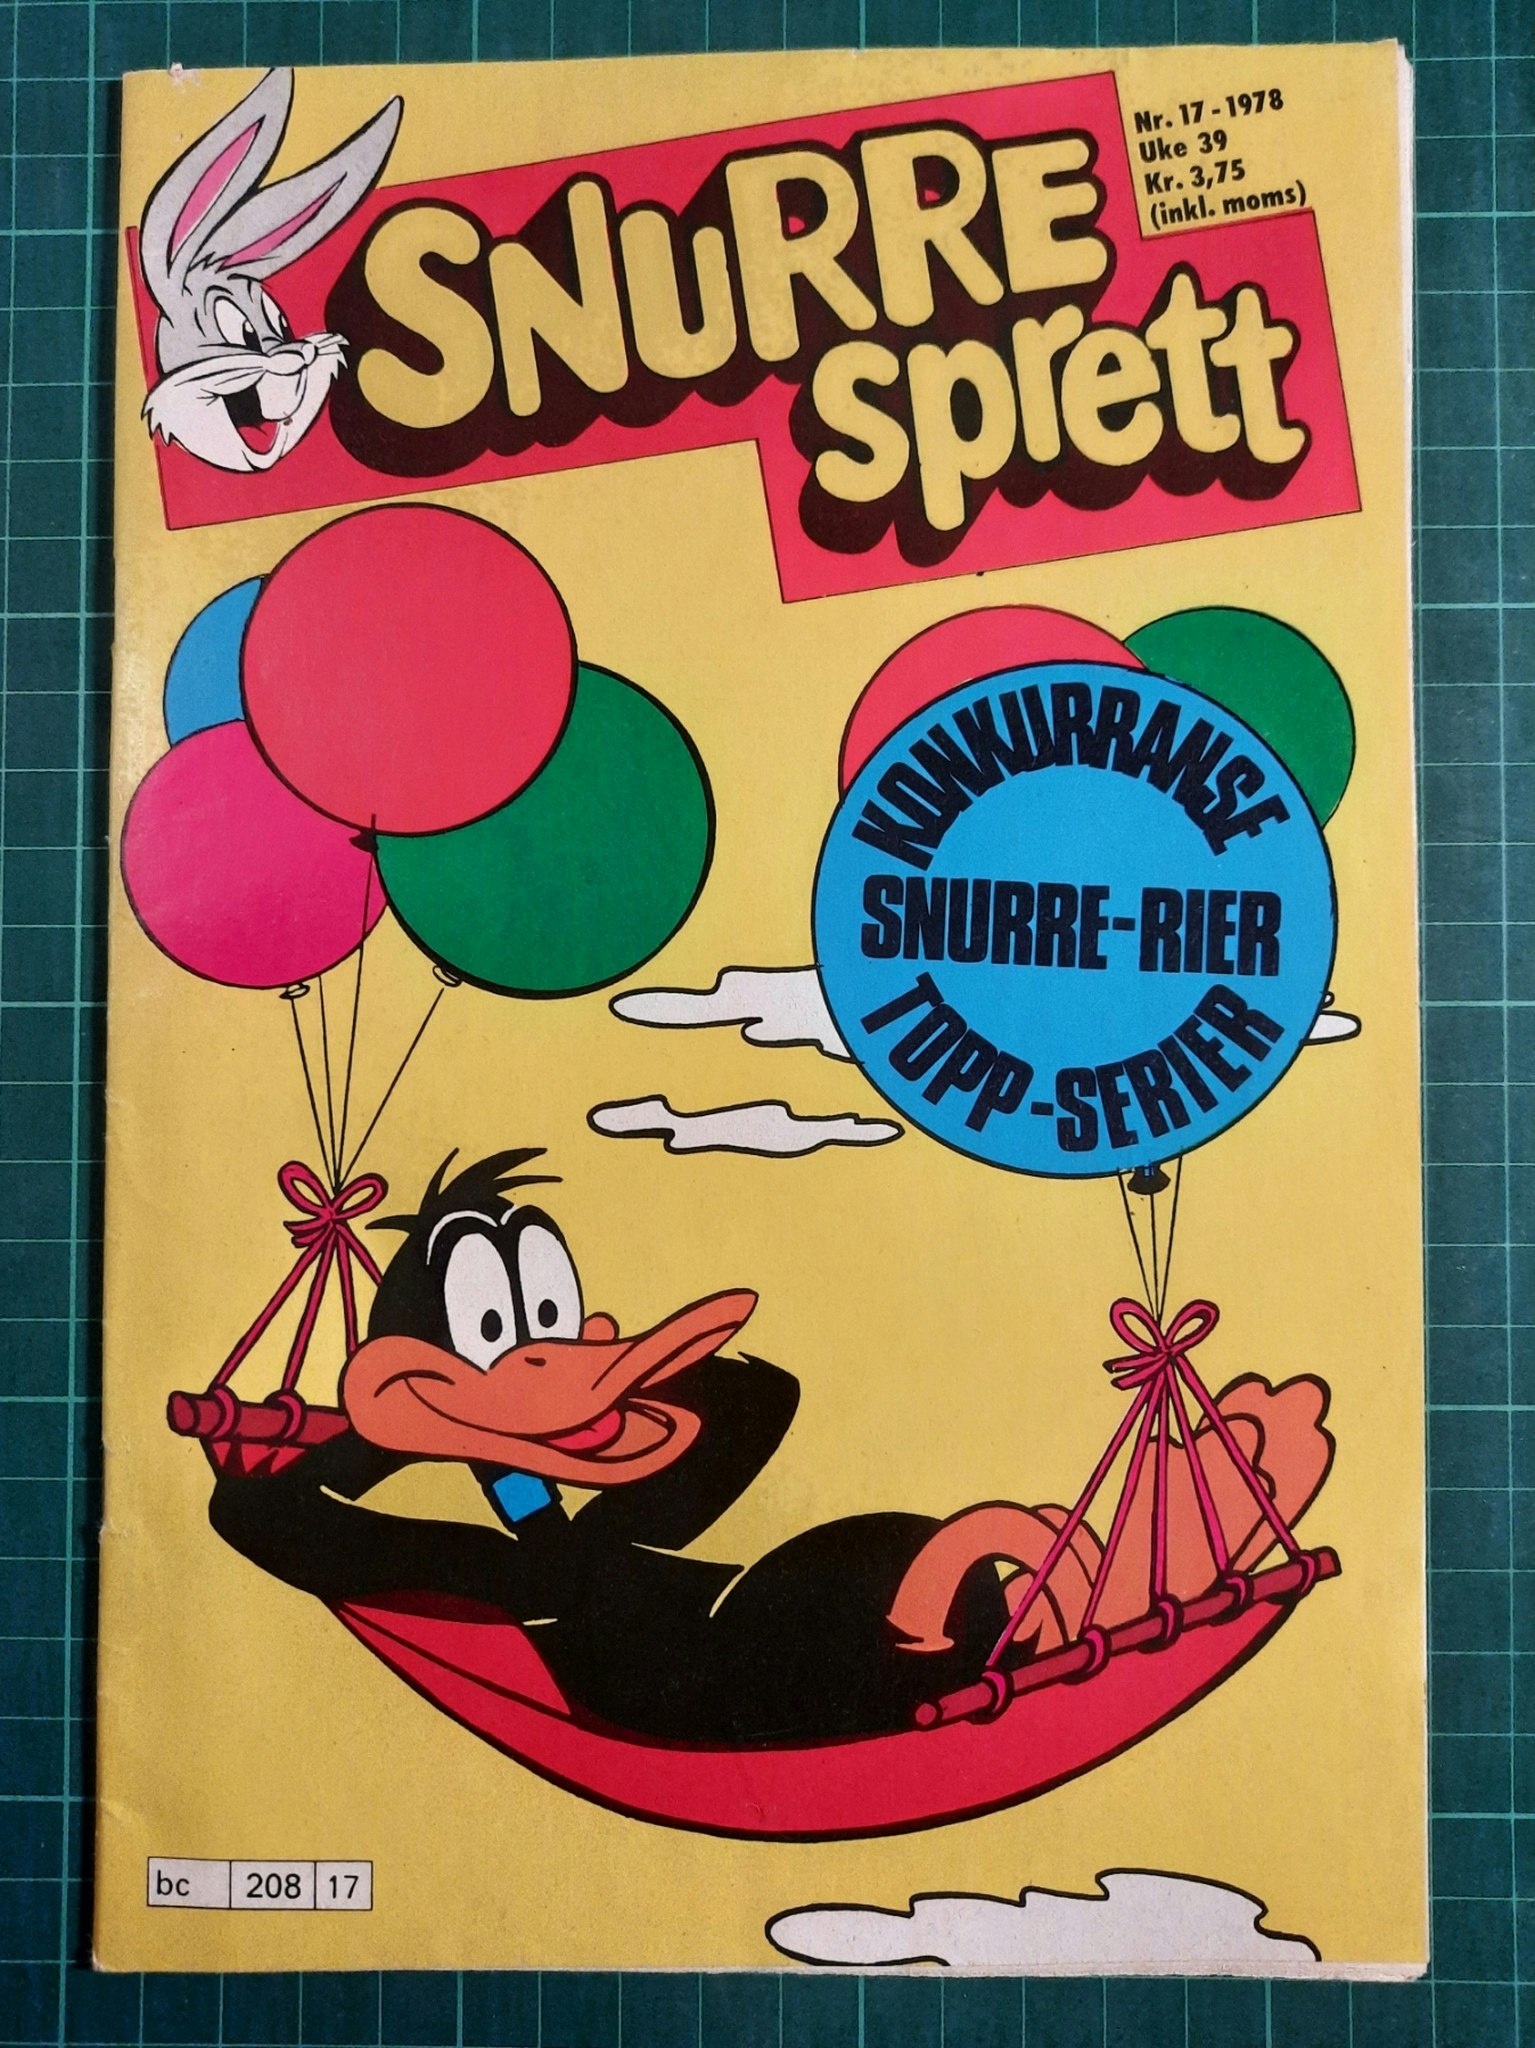 SNURRE
sprett
Nr. 17 - 1978
Uke 39
Kr. 3,75
(inkl. moms)
KONKURRANSE
SNURRE-RIER
TOPP-SERIER
bc 208 17